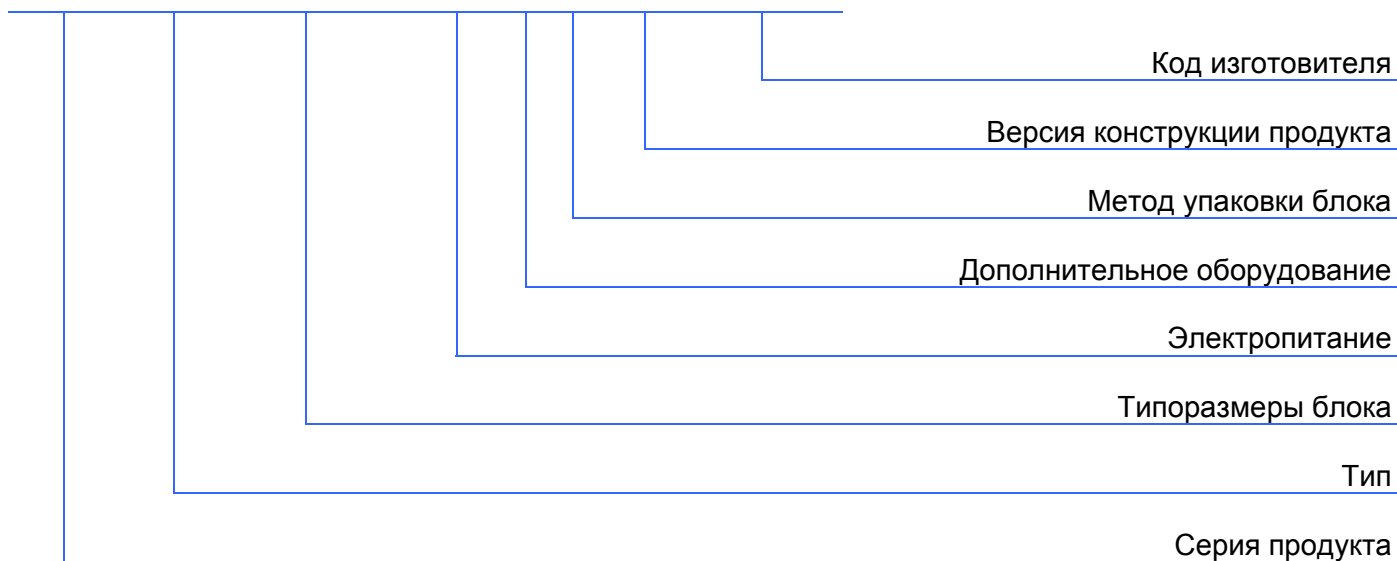 Код изготовителя
Версия конструкции продукта
Метод упаковки блока
Дополнительное оборудование
Электропитание
Типоразмеры блока
Тип
Серия продукта